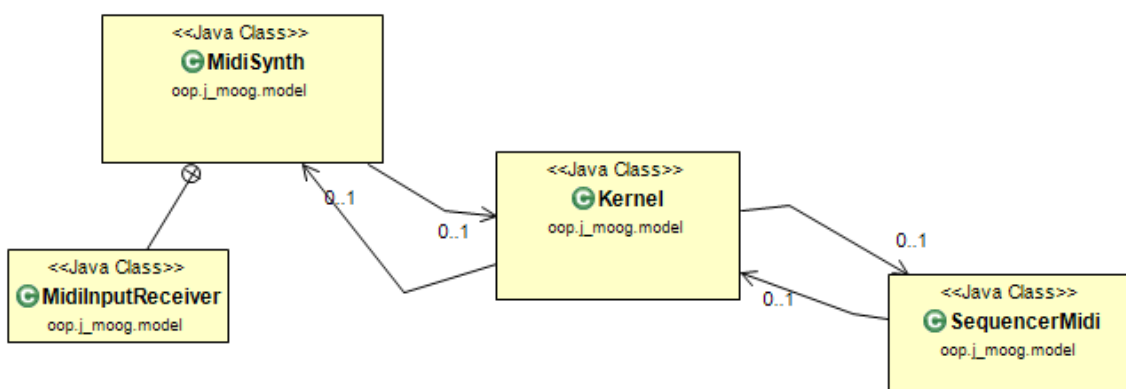 <<Java Class>>
MidiSynth
oop.j_moog.model
0..1
0..1
<<Java Class>>
Kernel
oop.j_moog.model
0..1
0..1
<<Java Class>>
MidiInputReceiver
oop.j_moog.model
<<Java Class>>
SequencerMidi
oop.j_moog.model